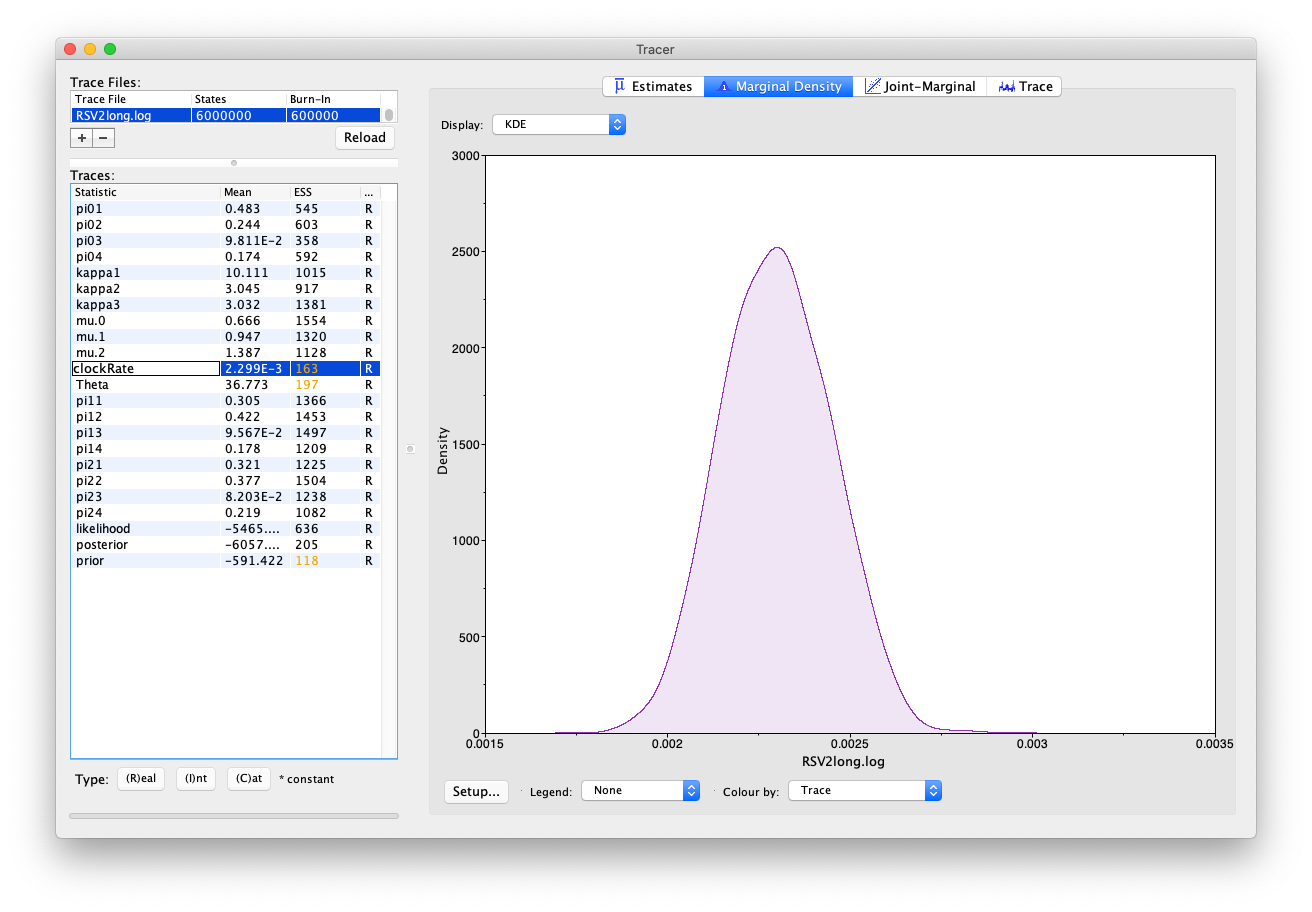 Tracer
Trace Files:
Trace File States Burn-In
RSV2long.log 6000000 600000
+ − Reload
Traces:
Statistic Mean ESS ...
pi01 0.483 545 R
pi02 0.244 603 R
pi03 9.811E-2 358 R
pi04 0.174 592 R
kappa1 10.111 1015 R
kappa2 3.045 917 R
kappa3 3.032 1381 R
mu.0 0.666 1554 R
mu.1 0.947 1320 R
mu.2 1.387 1128 R
clockRate 2.299E-3 163 R
Theta 36.773 197 R
pi11 0.305 1366 R
pi12 0.422 1453 R
pi13 9.567E-2 1497 R
pi14 0.178 1209 R
pi21 0.321 1225 R
pi22 0.377 1504 R
pi23 8.203E-2 1238 R
pi24 0.219 1082 R
likelihood -5465.... 636 R
posterior -6057.... 205 R
prior -591.422 118 R
Type: (R)eal (I)nt (C)at * constant
μ Estimates 1 Marginal Density Joint-Marginal Trace
Display: KDE
3000
2500
2000
1500
1000
500
0
Density
0.0015 0.002 0.0025 0.003 0.0035
RSV2long.log
Setup... Legend: None Colour by: Trace